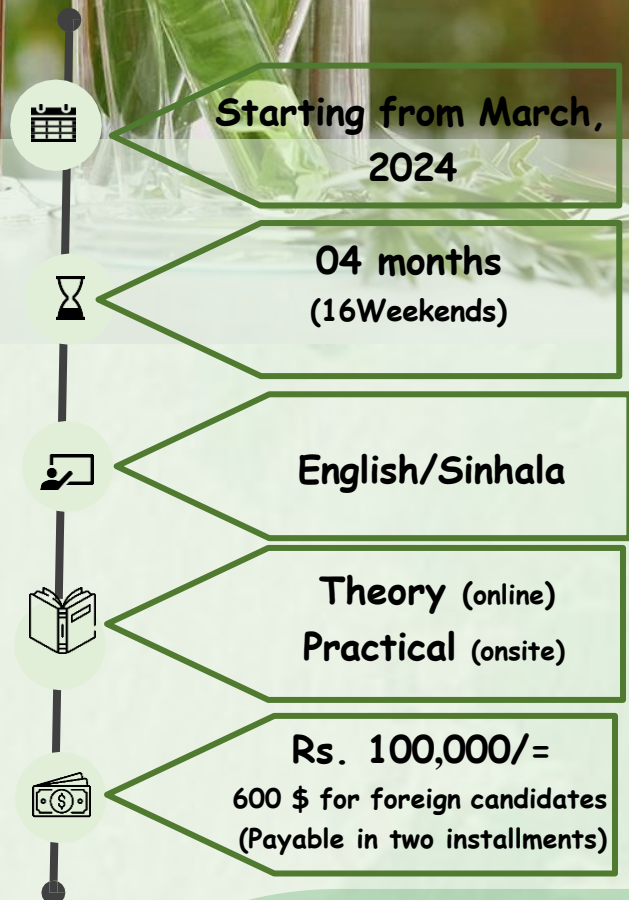 Starting from March,
2024
04 months
(16Weekends)
English/Sinhala
Theory (online)
Practical (onsite)
Rs. 100,000/=
600 $ for foreign candidates
(Payable in two installments)